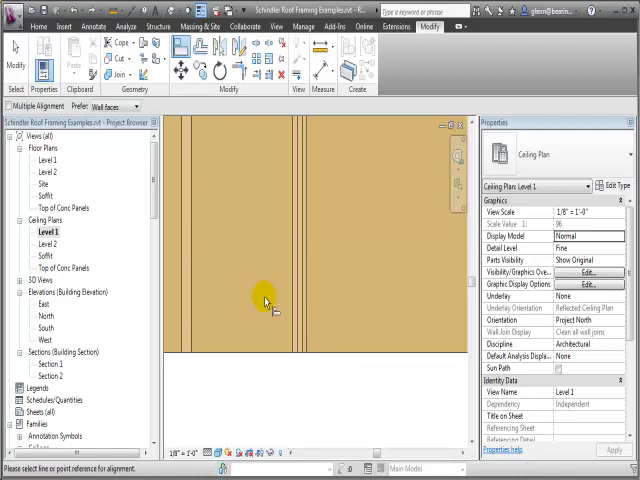 Schindler Roof Framing Examples.rvt - R...
Type a keyword or phrase
glenn@bearin...
Home Insert Annotate Analyze Structure Massing & Site Collaborate View Manage Add-Ins Online Extensions Modify
Modify
Paste
Cope
Cut
Join
Select Properties Clipboard Geometry Modify View Measure Create
Multiple Alignment Prefer: Wall faces
Schindler Roof Framing Examples.rvt - Project Browser
Views (all)
Floor Plans
Level 1
Level 2
Site
Soffit
Top of Conc Panels
Ceiling Plans
Level 1
Level 2
Soffit
Top of Conc Panels
3D Views
Elevations (Building Elevation)
East
North
South
West
Sections (Building Section)
Section 1
Section 2
Legends
Schedules/Quantities
Sheets (all)
Families
Annotation Symbols
Properties
Ceiling Plan
Ceiling Plan: Level 1 Edit Type
Graphics
View Scale 1/8" = 1'-0"
Scale Value 1: 96
Display Model Normal
Detail Level Fine
Parts Visibility Show Original
Visibility/Graphics Ove... Edit...
Graphic Display Options Edit...
Underlay None
Underlay Orientation Reflected Ceiling Plan
Orientation Project North
Wall Join Display Clean all wall joins
Discipline Architectural
Default Analysis Displa... None
Sun Path
Identity Data
View Name Level 1
Dependency Independent
Title on Sheet
Referencing Sheet
Referencing Detail
Properties help Apply
1/8" = 1'-0"
Please select line or point reference for alignment.
:0 Main Model